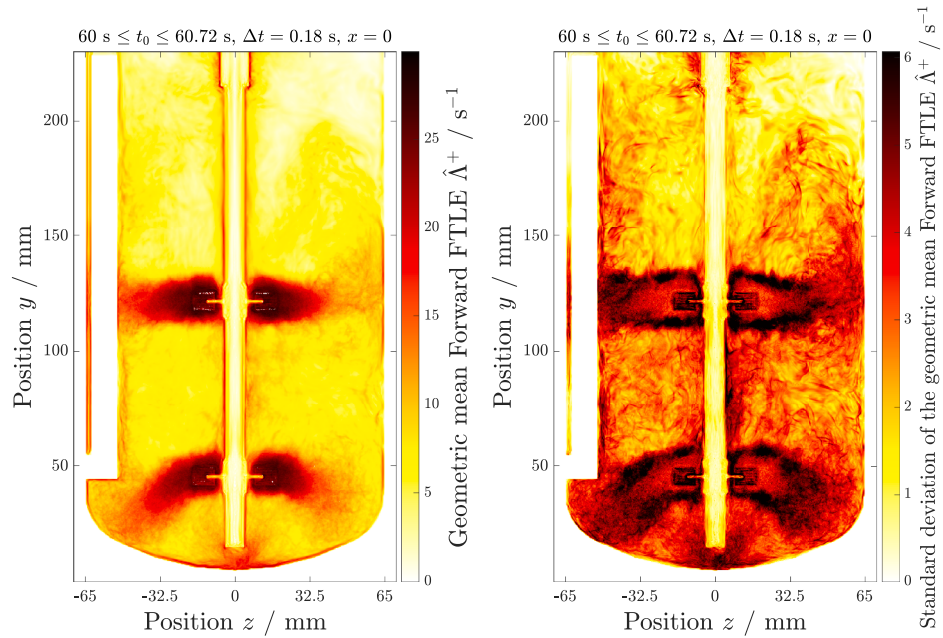 60 s ≤ t₀ ≤ 60.72 s, Δt = 0.18 s, x = 0
200
150
100
50
0
-65 -32.5 0 32.5 65
Position z / mm
Position y / mm
25
20
15
10
5
0
Geometric mean Forward FTLE Λ̂⁺ / s⁻¹
60 s ≤ t₀ ≤ 60.72 s, Δt = 0.18 s, x = 0
200
150
100
50
0
-65 -32.5 0 32.5 65
Position z / mm
Position y / mm
6
5
4
3
2
1
0
Standard deviation of the geometric mean Forward FTLE Λ̂⁺ / s⁻¹